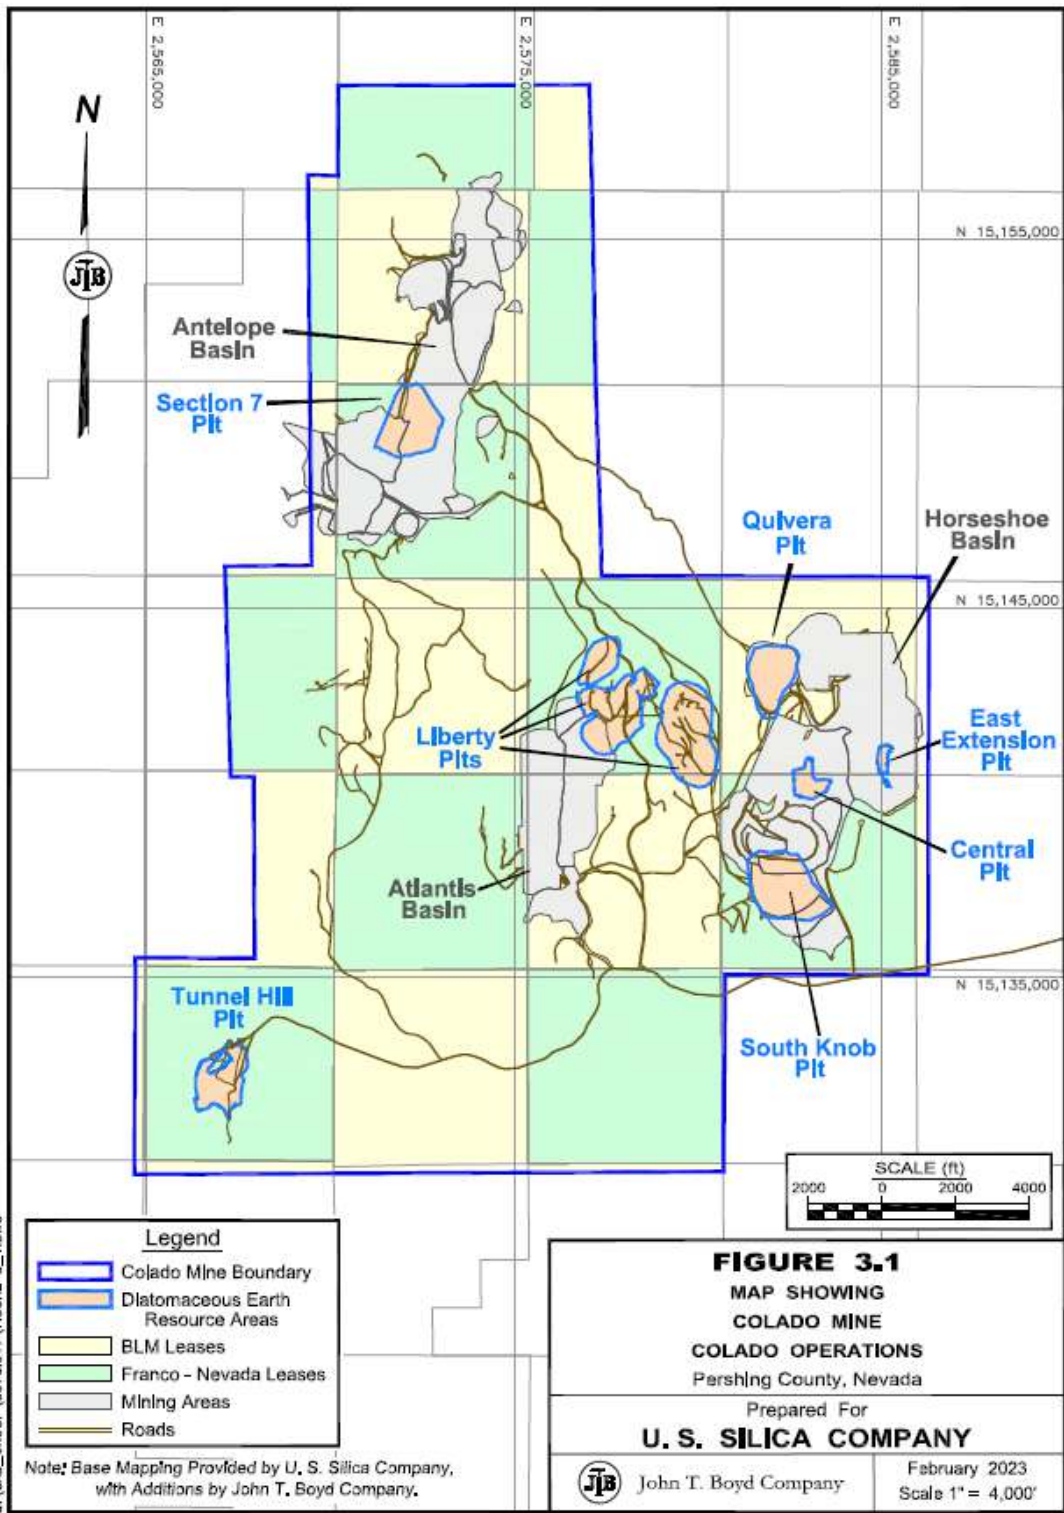 E 2,565,000
E 2,575,000
E 2,585,000
N
JTB
N 15,155,000
Antelope
Basin
Section 7
Pit
Quivera
Pit
Horseshoe
Basin
N 15,145,000
Liberty
Pits
East
Extension
Pit
Central
Pit
Atlantis
Basin
N 15,135,000
Tunnel Hill
Pit
South Knob
Pit
SCALE (ft)
2000 0 2000 4000
Legend
Colado Mine Boundary
Diatomaceous Earth
Resource Areas
BLM Leases
Franco - Nevada Leases
Mining Areas
Roads
Note: Base Mapping Provided by U. S. Silica Company,
with Additions by John T. Boyd Company.
FIGURE 3.1
MAP SHOWING
COLADO MINE
COLADO OPERATIONS
Pershing County, Nevada
Prepared For
U. S. SILICA COMPANY
JTB John T. Boyd Company
February 2023
Scale 1" = 4,000'